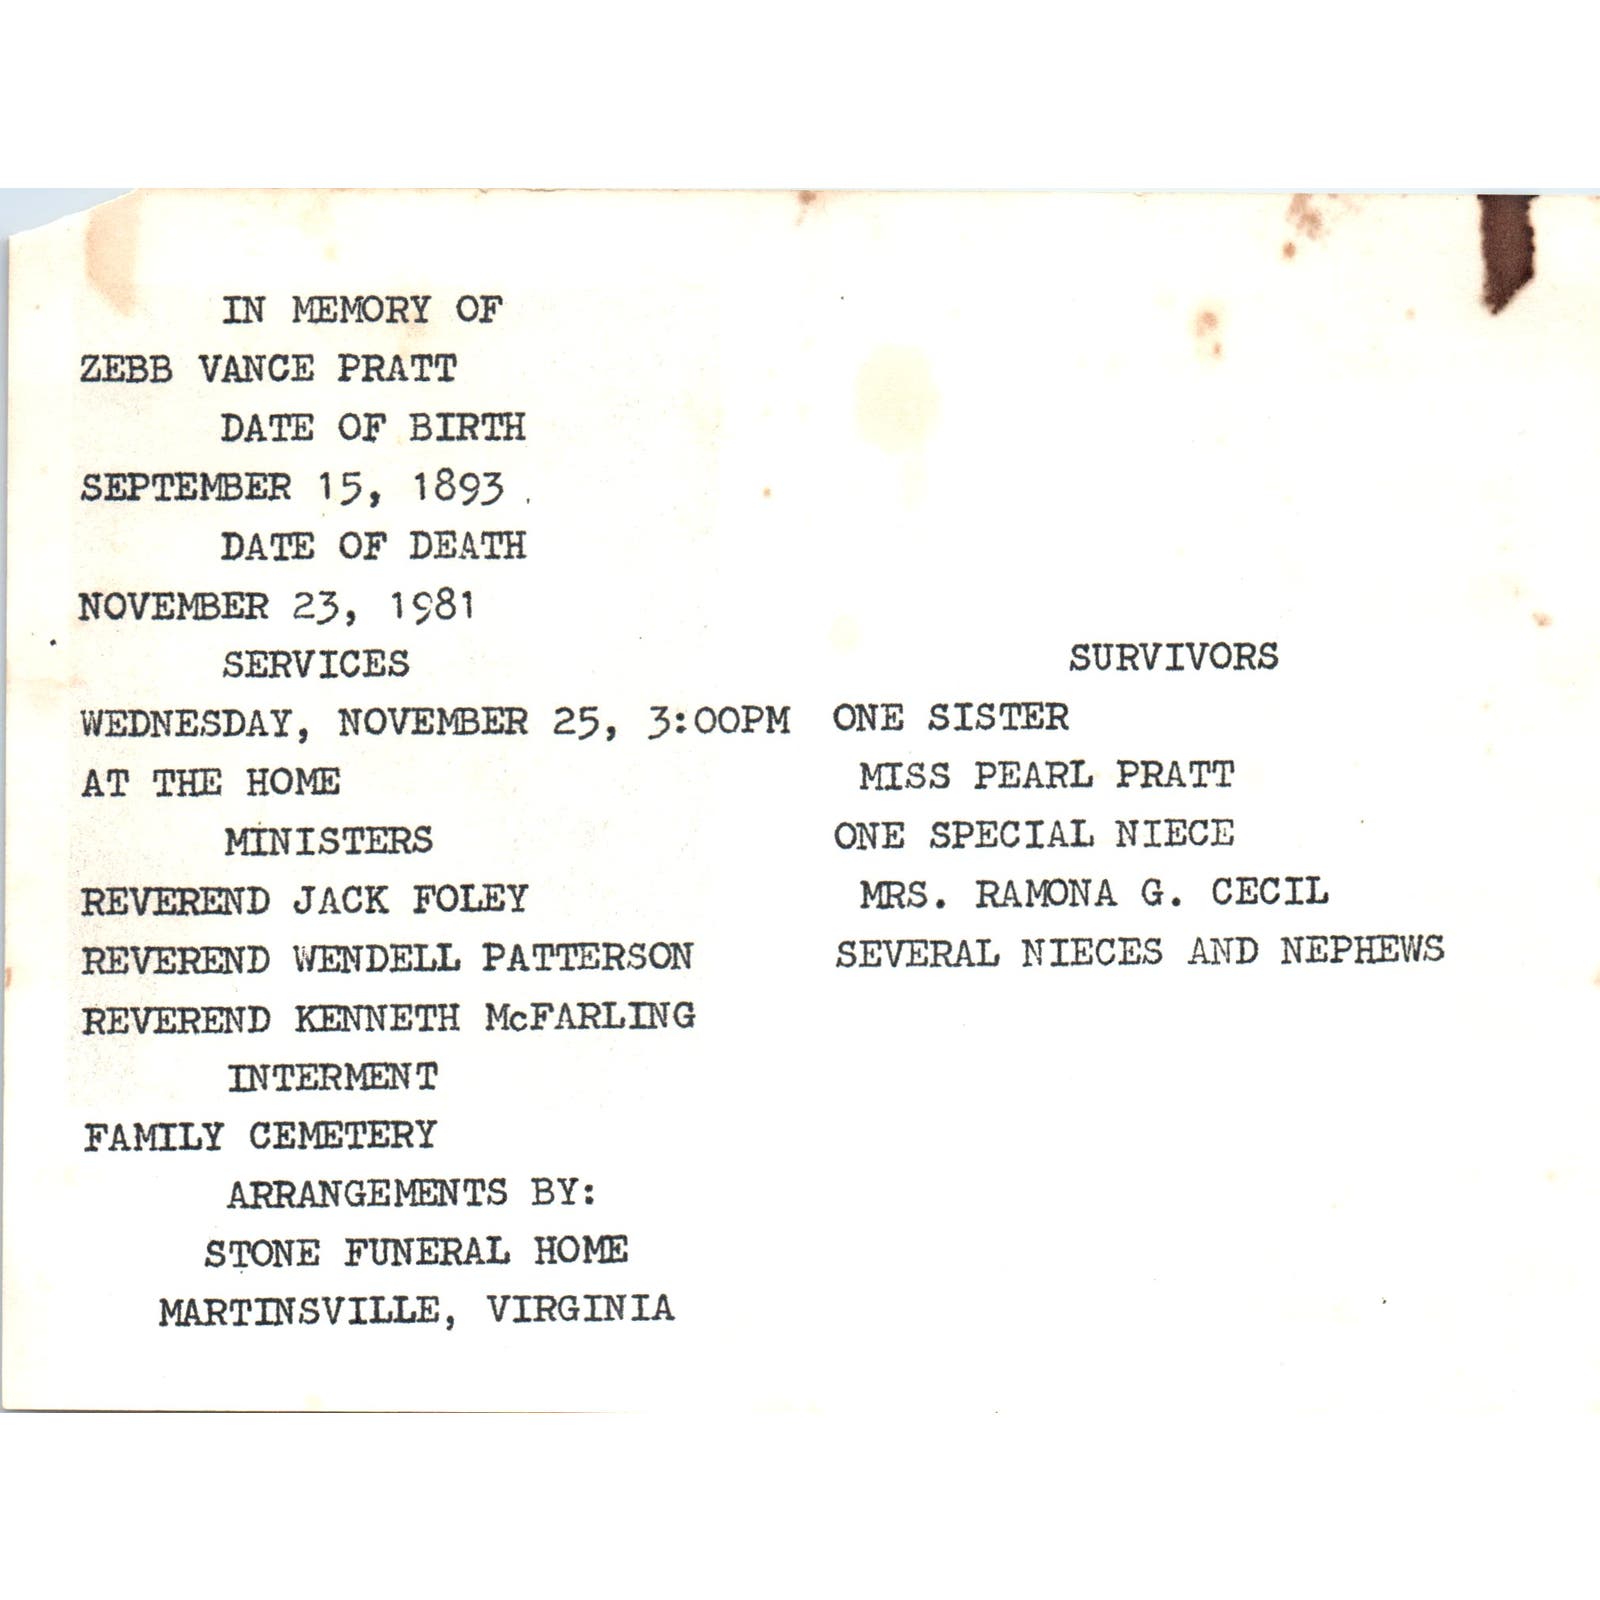 IN MEMORY OF
ZEBB VANCE PRATT
DATE OF BIRTH
SEPTEMBER 15, 1893
DATE OF DEATH
NOVEMBER 23, 1981
SERVICES
WEDNESDAY, NOVEMBER 25, 3:00PM
AT THE HOME
MINISTERS
REVEREND JACK FOLEY
REVEREND WENDELL PATTERSON
REVEREND KENNETH McFARLING
INTERMENT
FAMILY CEMETERY
ARRANGEMENTS BY:
STONE FUNERAL HOME
MARTINSVILLE, VIRGINIA
SURVIVORS
ONE SISTER
MISS PEARL PRATT
ONE SPECIAL NIECE
MRS. RAMONA G. CECIL
SEVERAL NIECES AND NEPHEWS